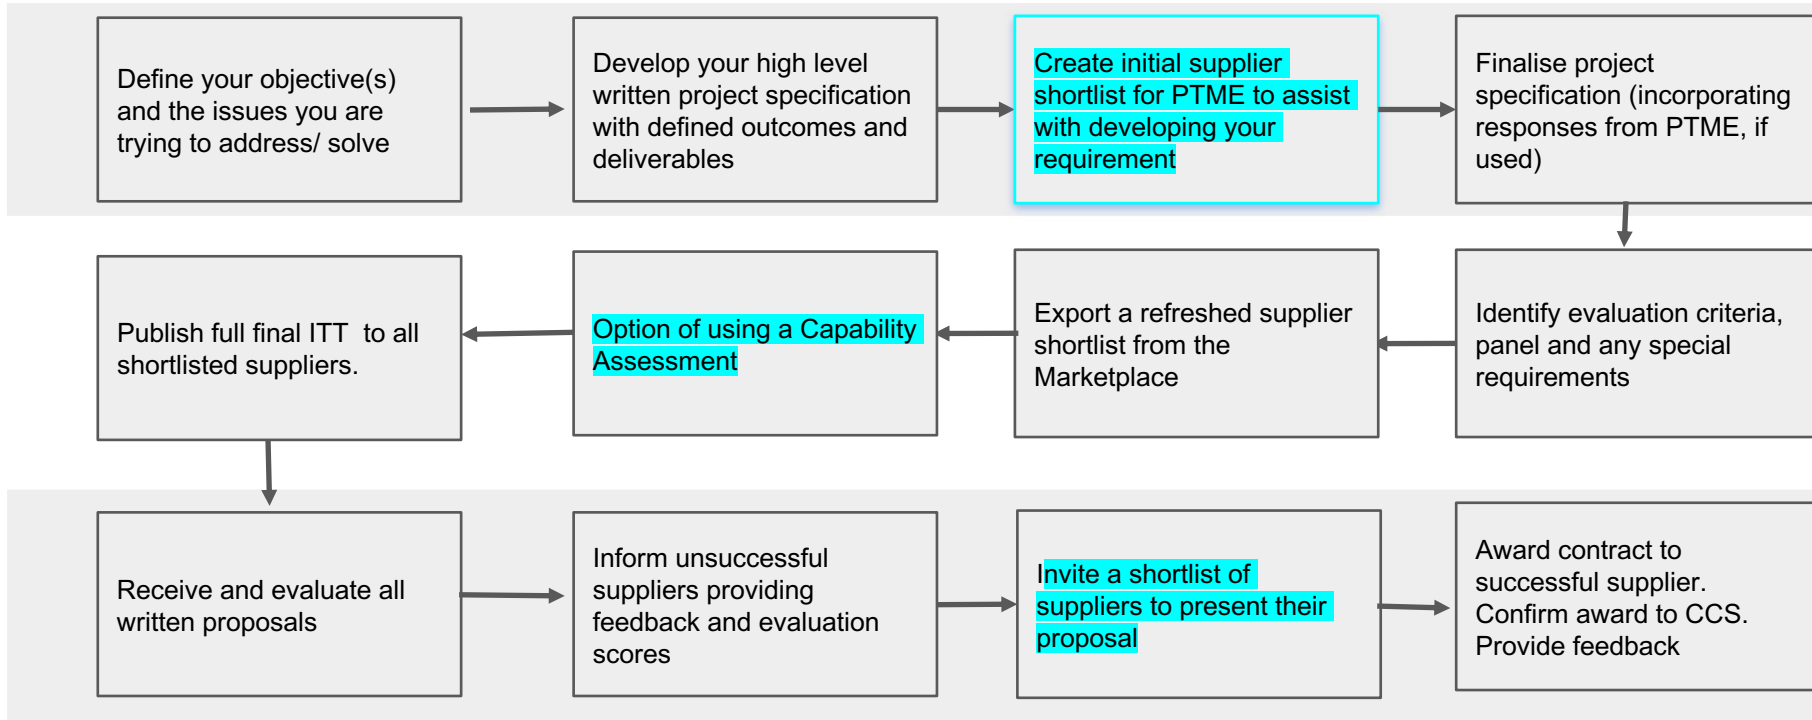 Define your objective(s)
and the issues you are
trying to address/ solve
Develop your high level
written project specification
with defined outcomes and
deliverables
Create initial supplier
shortlist for PTME to assist
with developing your
requirement
Finalise project
specification (incorporating
responses from PTME, if
used)
Publish full final ITT  to all
shortlisted suppliers.
Option of using a Capability
Assessment
Export a refreshed supplier
shortlist from the
Marketplace
Identify evaluation criteria,
panel and any special
requirements
Receive and evaluate all
written proposals
Inform unsuccessful
suppliers providing
feedback and evaluation
scores
Invite a shortlist of
suppliers to present their
proposal
Award contract to
successful supplier.
Confirm award to CCS.
Provide feedback